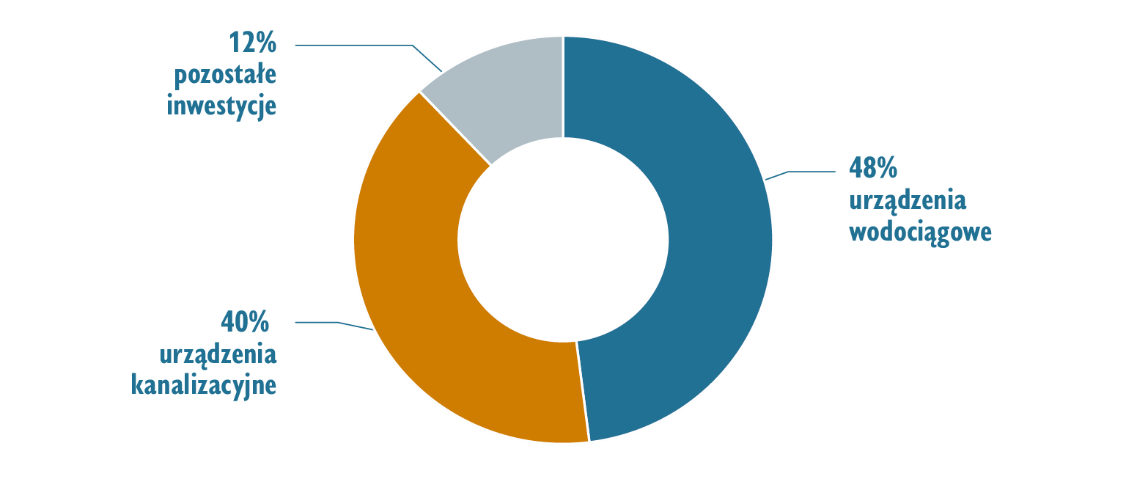 12%
pozostałe
inwestycje
48%
urządzenia
wodociągowe
40%
urządzenia
kanalizacyjne